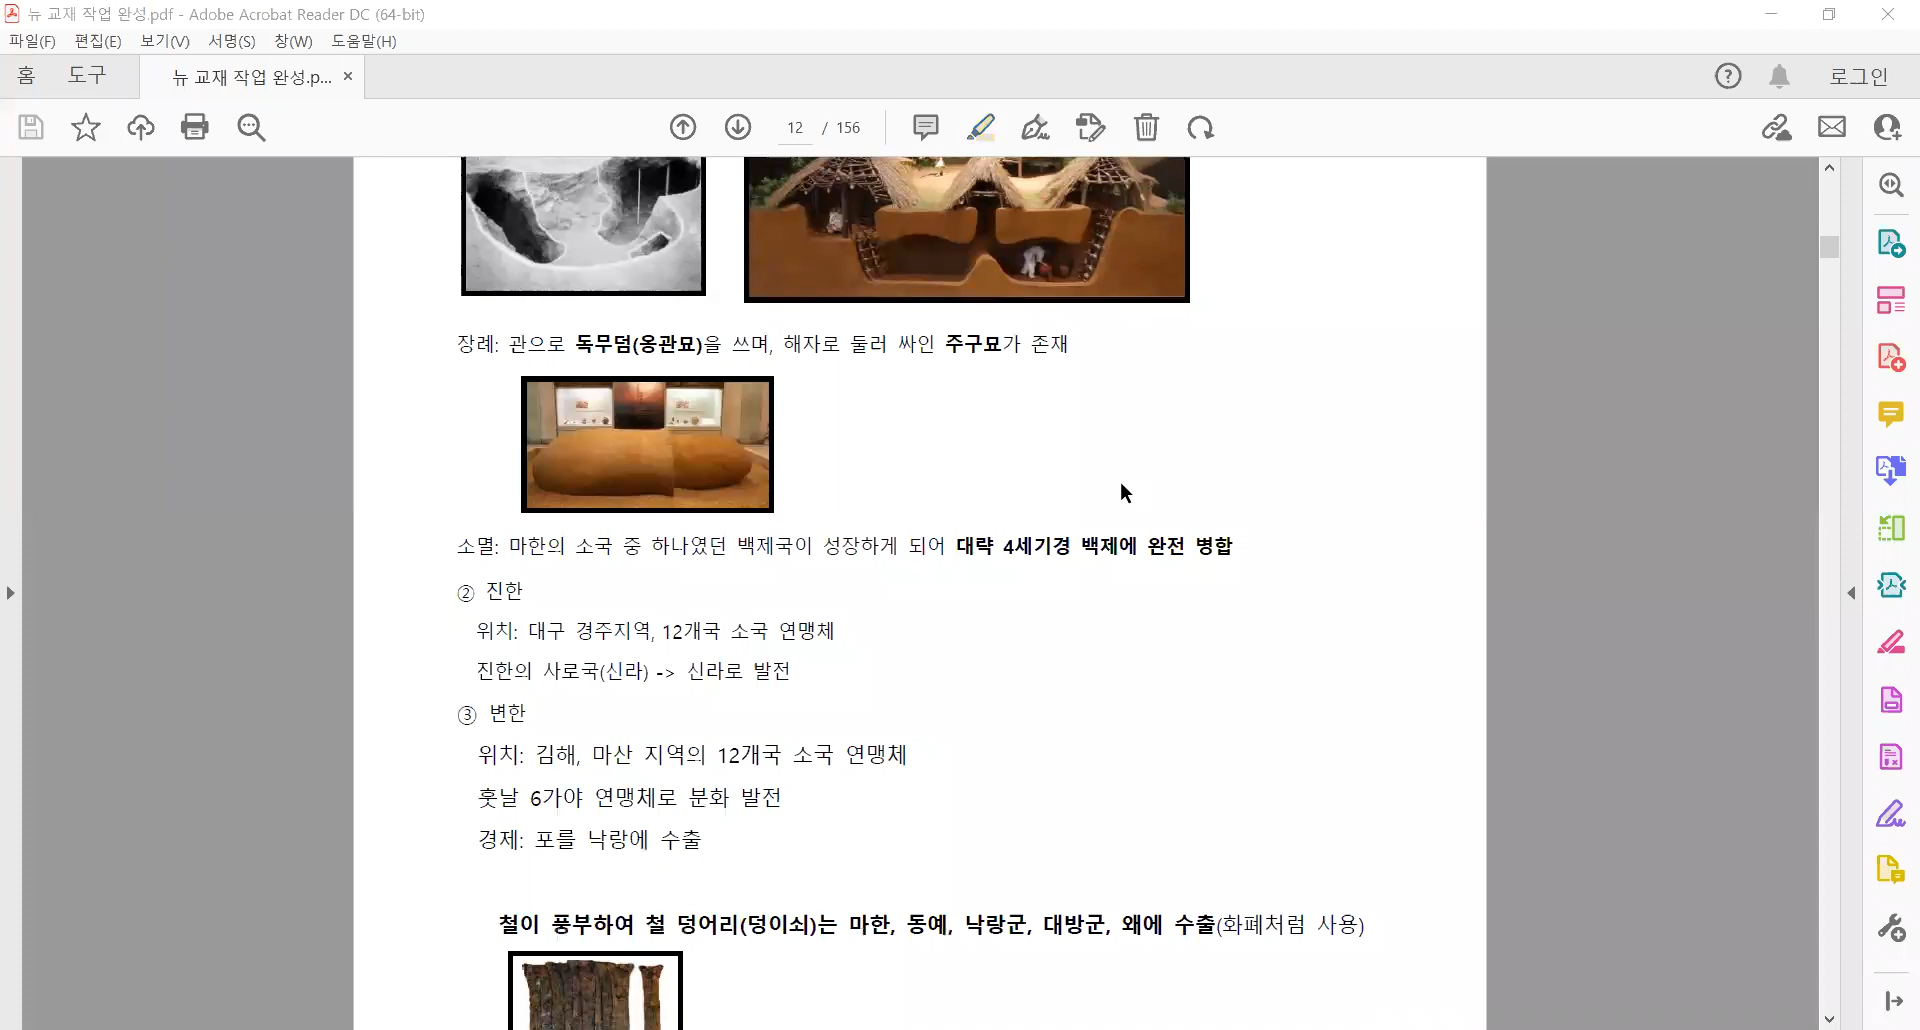 뉴 교재 작업 완성.pdf - Adobe Acrobat Reader DC (64-bit)
파일(F) 편집(E) 보기(V) 서명(S) 창(W) 도움말(H)
홈 도구 뉴 교재 작업 완성.p... × 로그인
12 / 156
장례: 관으로 독무덤(옹관묘)을 쓰며, 해자로 둘러 싸인 주구묘가 존재
소멸: 마한의 소국 중 하나였던 백제국이 성장하게 되어 대략 4세기경 백제에 완전 병합
② 진한
위치: 대구 경주지역, 12개국 소국 연맹체
진한의 사로국(신라) -> 신라로 발전
③ 변한
위치: 김해, 마산 지역의 12개국 소국 연맹체
훗날 6가야 연맹체로 분화 발전
경제: 포를 낙랑에 수출
철이 풍부하여 철 덩어리(덩이쇠)는 마한, 동예, 낙랑군, 대방군, 왜에 수출(화폐처럼 사용)